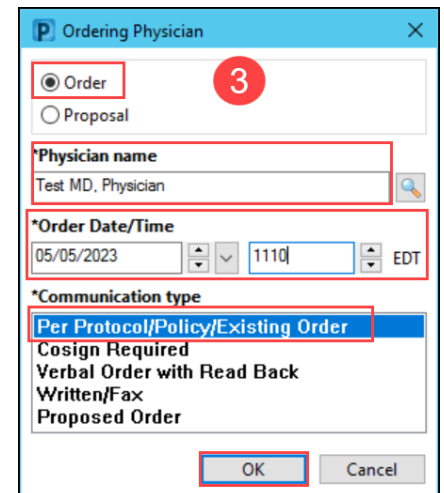 P Ordering Physician
Order
3
Proposal
*Physician name
Test MD, Physician
*Order Date/Time
05/05/2023 1110 EDT
*Communication type
Per Protocol/Policy/Existing Order
Cosign Required
Verbal Order with Read Back
Written/Fax
Proposed Order
OK Cancel